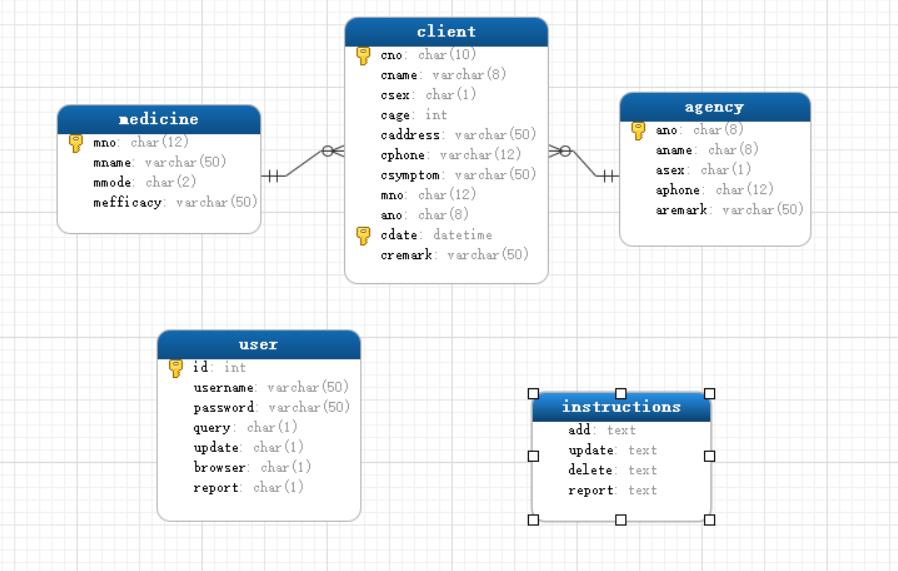 client
cno: char(10)
cname: varchar(8)
csex: char(1)
cage: int
caddress: varchar(50)
cphone: varchar(12)
csymptom: varchar(50)
mno: char(12)
ano: char(8)
cdate: datetime
cremark: varchar(50)
medicine
mno: char(12)
mname: varchar(50)
mmode: char(2)
mefficacy: varchar(50)
agency
ano: char(8)
aname: char(8)
asex: char(1)
aphone: char(12)
aremark: varchar(50)
user
id: int
username: varchar(50)
password: varchar(50)
query: char(1)
update: char(1)
browser: char(1)
report: char(1)
instructions
add: text
update: text
delete: text
report: text